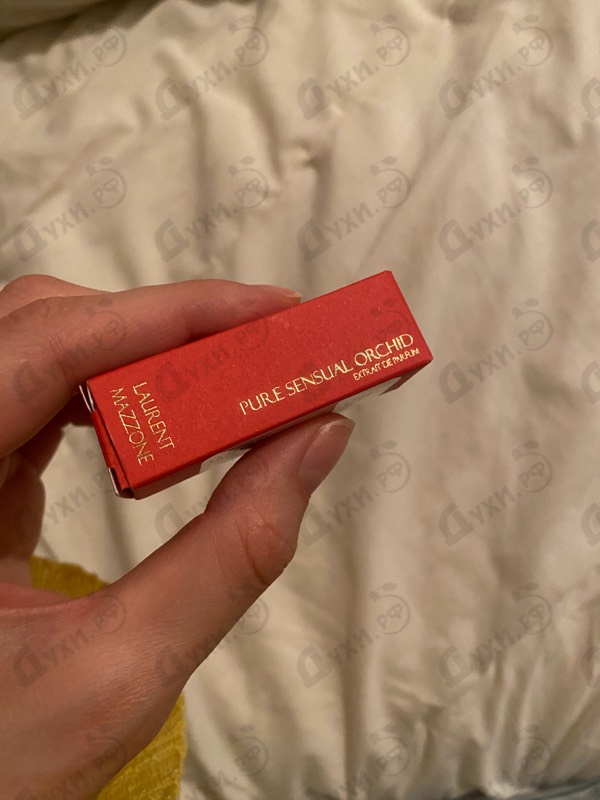 LAURENT
MAZZONE
PURE SENSUAL ORCHID
EXTRAIT DE PARFUM
Духи.рф